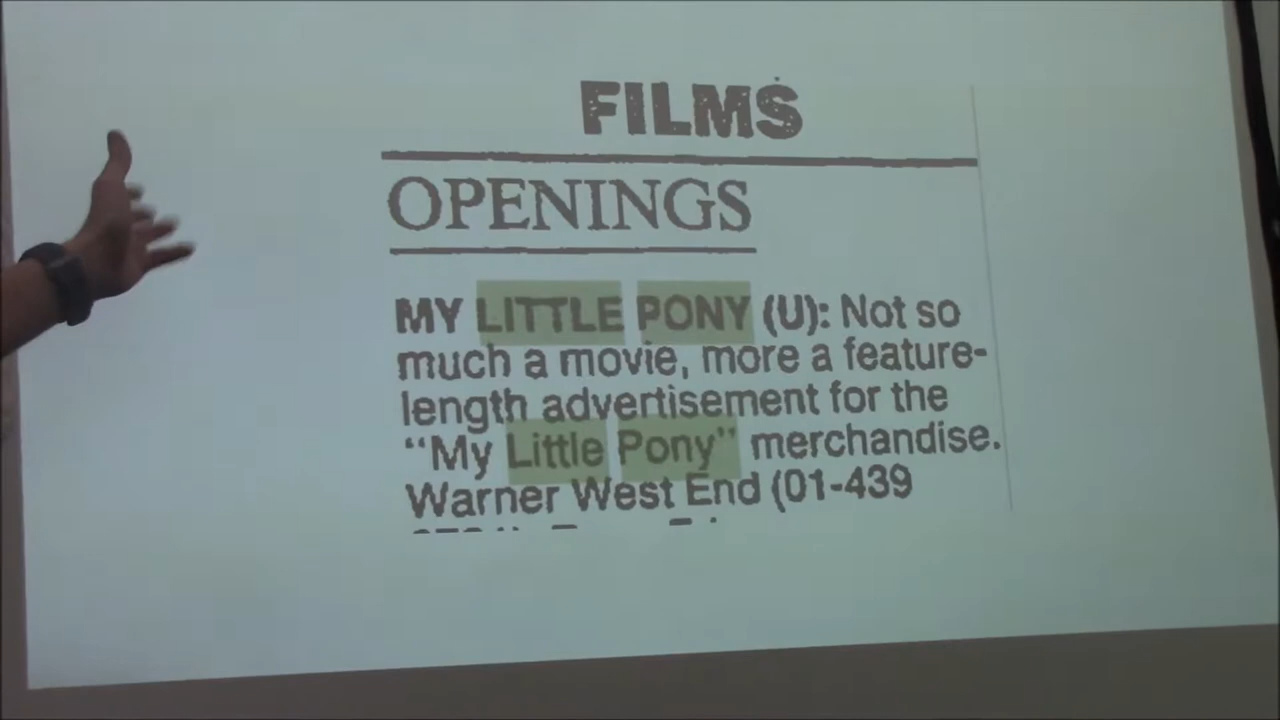 FILMS
OPENINGS
MY LITTLE PONY (U): Not so
much a movie, more a feature-
length advertisement for the
“My Little Pony” merchandise.
Warner West End (01-439